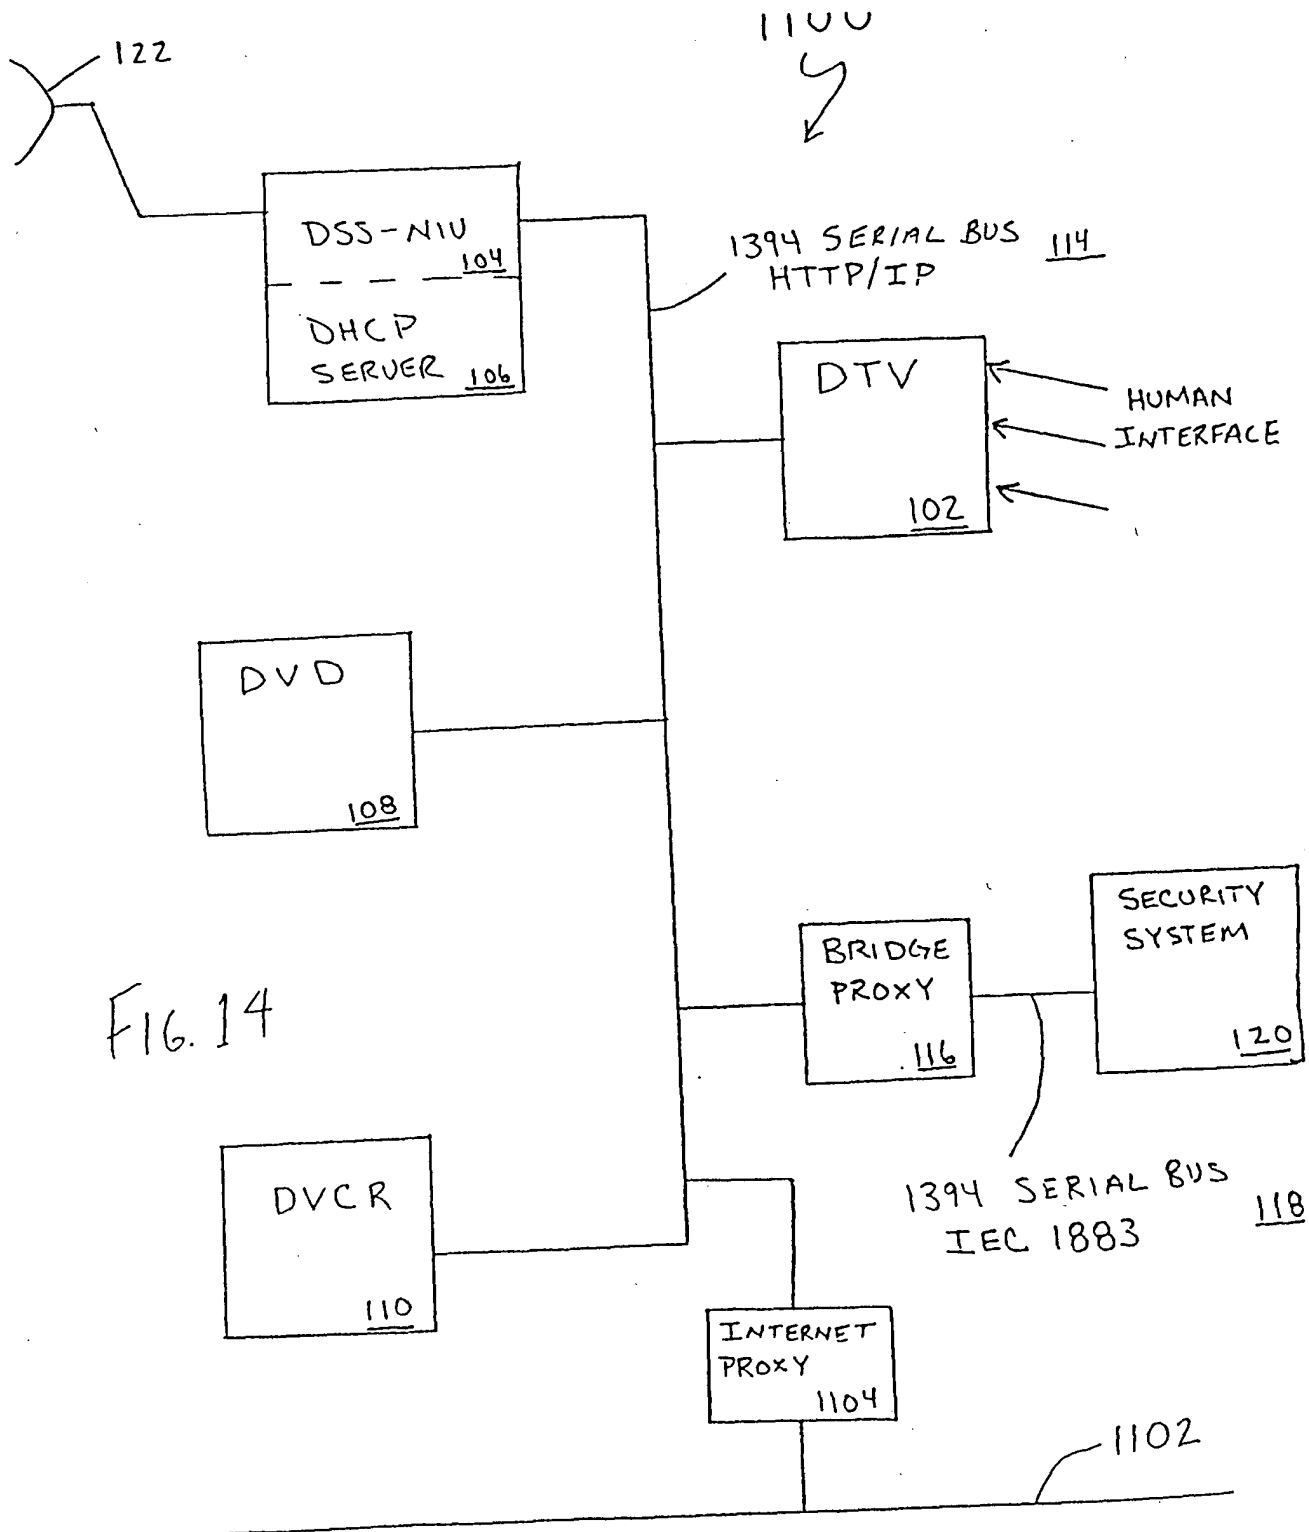 1100
122
DSS-NIU
104
DHCP
SERVER 106
1394 SERIAL BUS 114
HTTP/IP
DTV
102
HUMAN
INTERFACE
DVD
108
SECURITY
SYSTEM
120
BRIDGE
PROXY
116
FIG. 14
1394 SERIAL BUS 118
IEC 1883
DVCR
110
INTERNET
PROXY
1104
1102